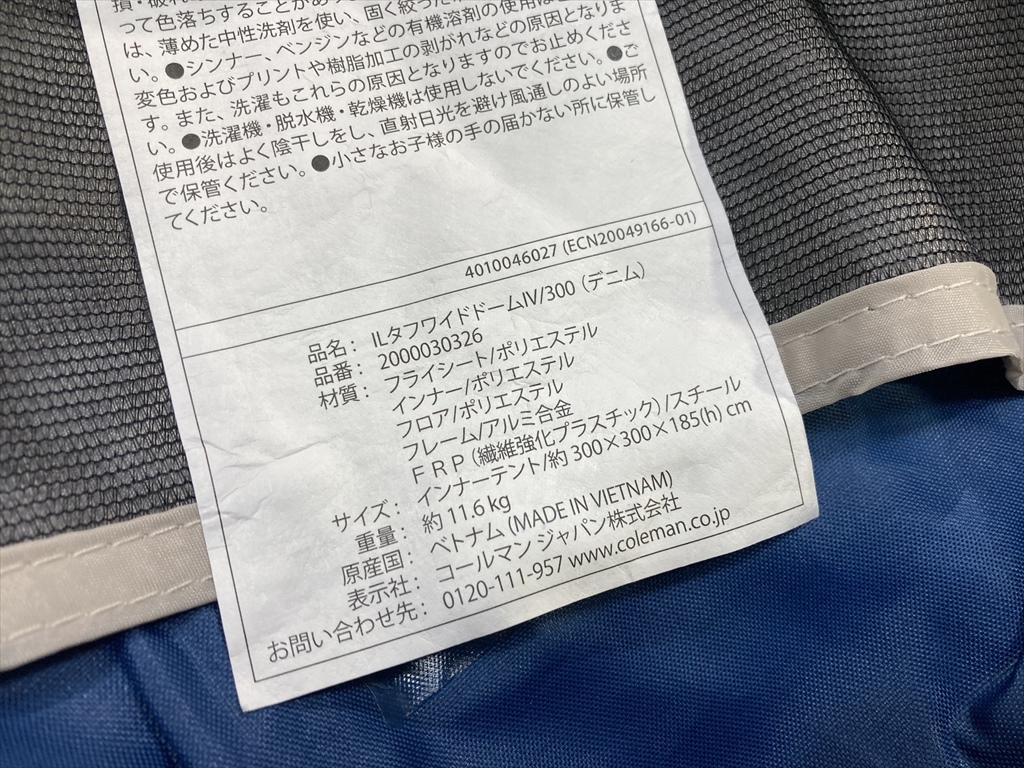 って色落ちすることがあ
は、薄めた中性洗剤を使い、固く絞った
い。●シンナー、ベンジンなどの有機溶剤の使用は
変色およびプリントや樹脂加工の剥がれなどの原因となりま
す。また、洗濯もこれらの原因となりますのでお止めくださ
い。●洗濯機・脱水機・乾燥機は使用しないでください。●ご
使用後はよく陰干しをし、直射日光を避け風通しのよい場所
で保管ください。●小さなお子様の手の届かない所に保管し
てください。
4010046027 (ECN20049166-01)
品名： ILタフワイドドームⅣ/300（デニム）
品番： 2000030326
材質： フライシート/ポリエステル
インナー/ポリエステル
フロア/ポリエステル
フレーム/アルミ合金
ＦＲＰ（繊維強化プラスチック）/スチール
サイズ： インナーテント/約 300×300×185(h) cm
重量： 約 11.6 kg
原産国： ベトナム (MADE IN VIETNAM)
表示社： コールマン ジャパン株式会社
お問い合わせ先： 0120-111-957 www.coleman.co.jp